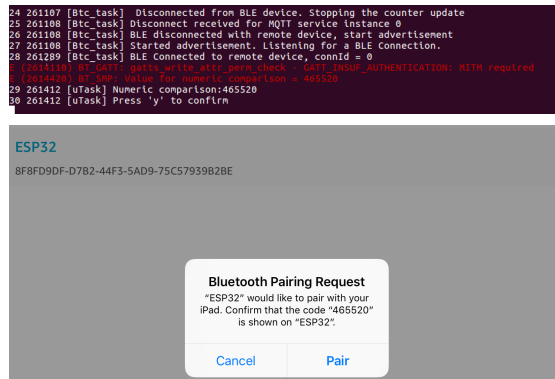 24 261107 [Btc_task]  Disconnected from BLE device. Stopping the counter update
25 261108 [Btc_task] Disconnect received for MQTT service instance 0
26 261108 [Btc_task] BLE disconnected with remote device, start advertisement
27 261108 [Btc_task] Started advertisement. Listening for a BLE Connection.
28 261289 [Btc_task] BLE Connected to remote device, connId = 0
E (2614110) BT_GATT: gatts_write_attr_perm_check - GATT_INSUF_AUTHENTICATION: MITM required
E (2614420) BT_SMP: Value for numeric comparison = 465520
29 261412 [uTask] Numeric comparison:465520
30 261412 [uTask] Press 'y' to confirm
ESP32
8F8FD9DF-D7B2-44F3-5AD9-75C57939B2BE
Bluetooth Pairing Request
“ESP32” would like to pair with your
iPad. Confirm that the code “465520”
is shown on “ESP32”.
Cancel Pair